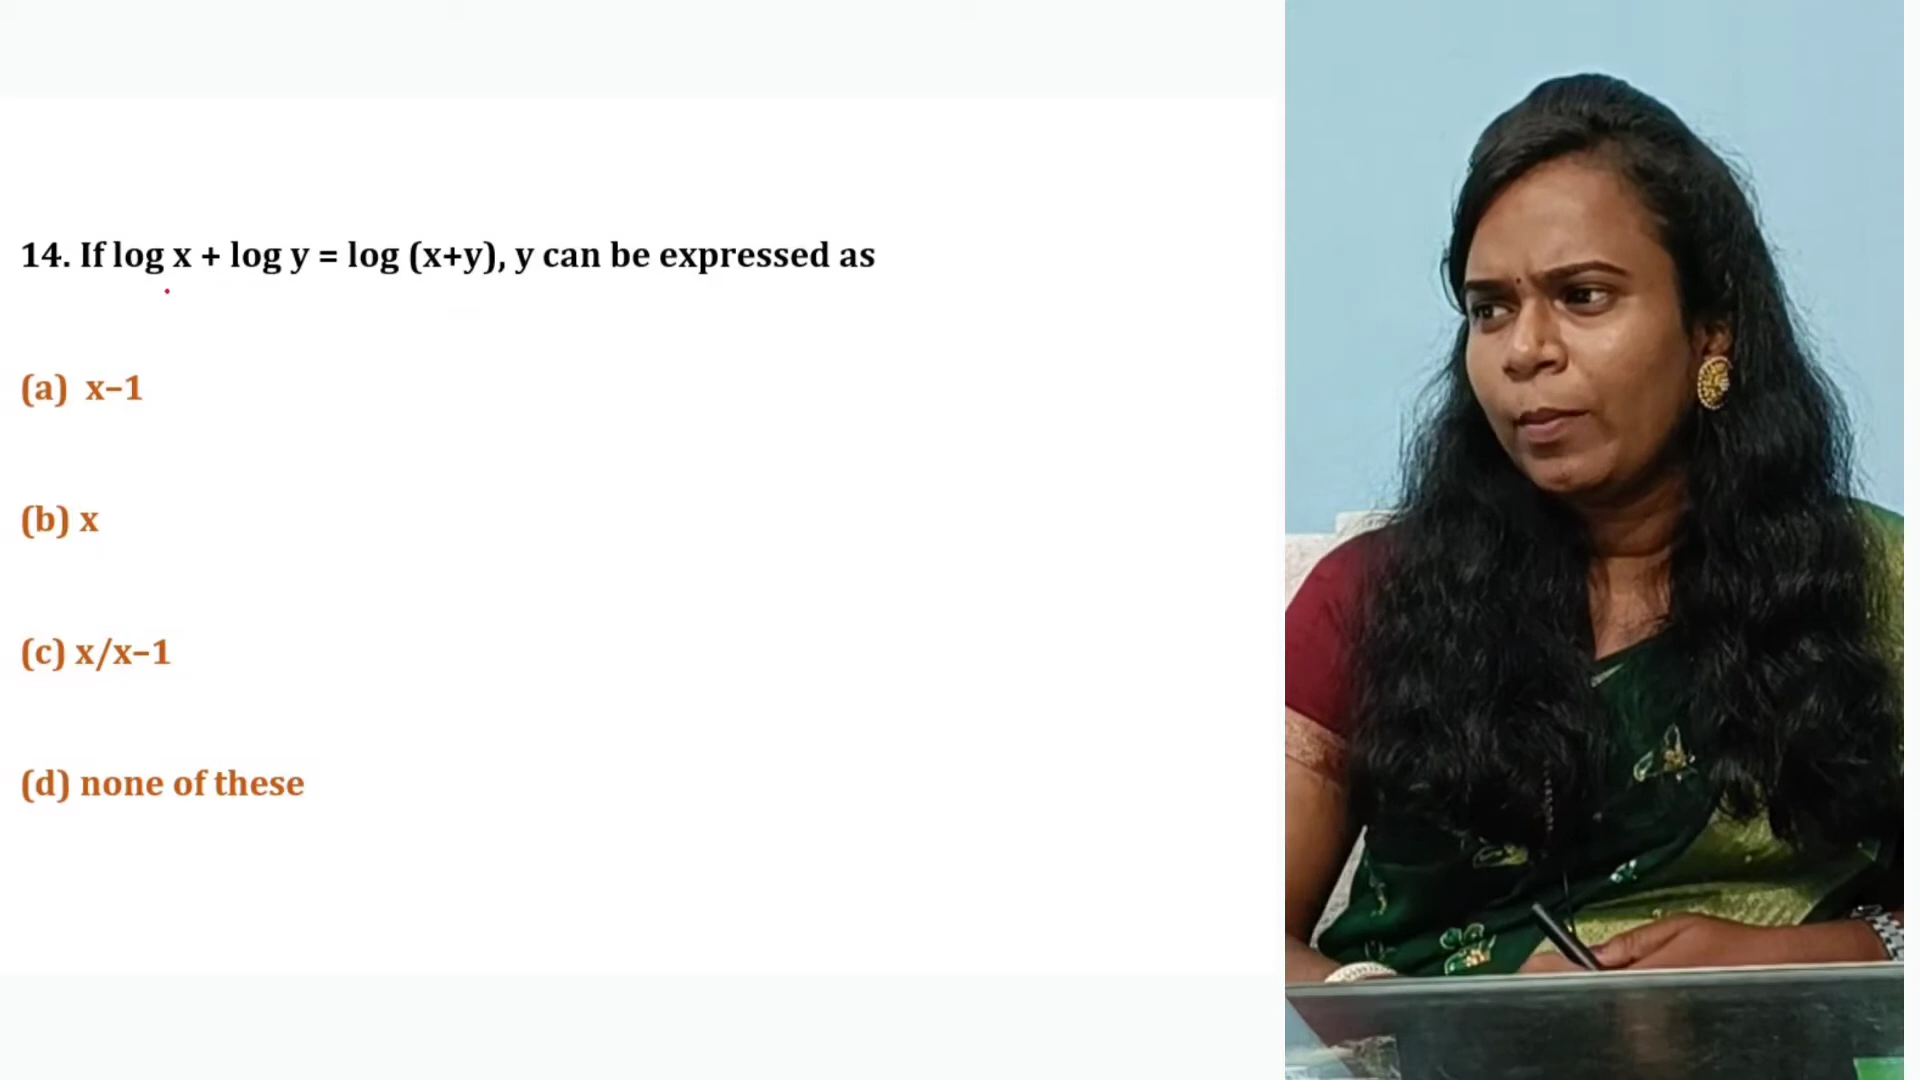 14. If log x + log y = log (x+y), y can be expressed as
(a) x−1
(b) x
(c) x/x−1
(d) none of these